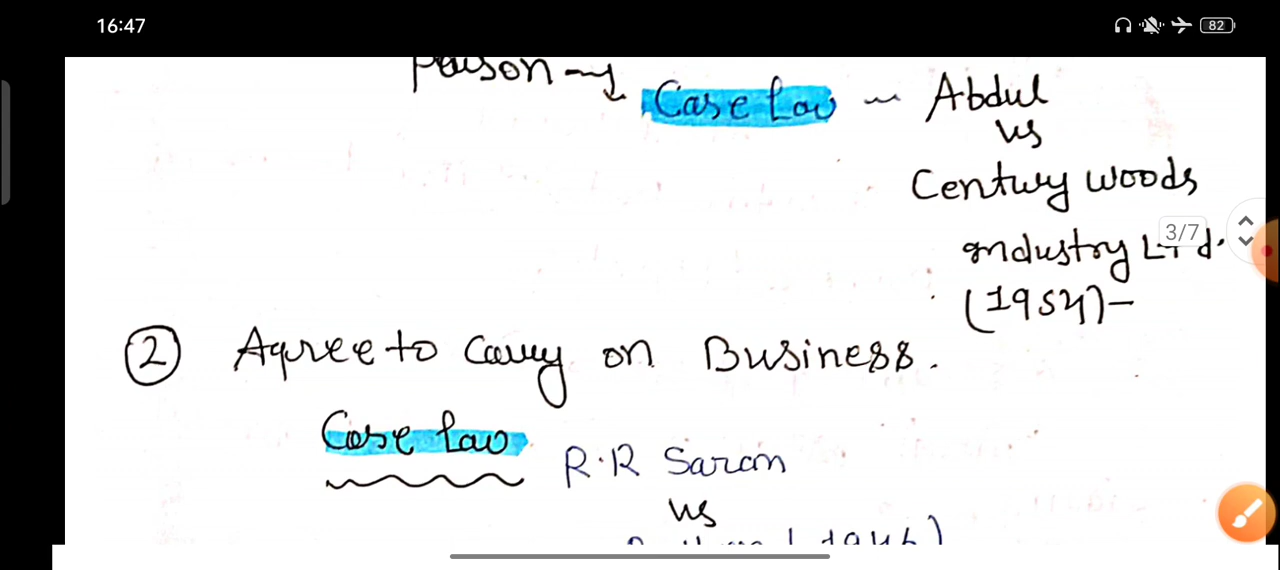 16:47
82
Person
Case Law - Abdul
vs
Century Woods
Industry Ltd.
3/7
(1954)-
② Agree to Carry on Business.
Case Law
R.R Saran
vs